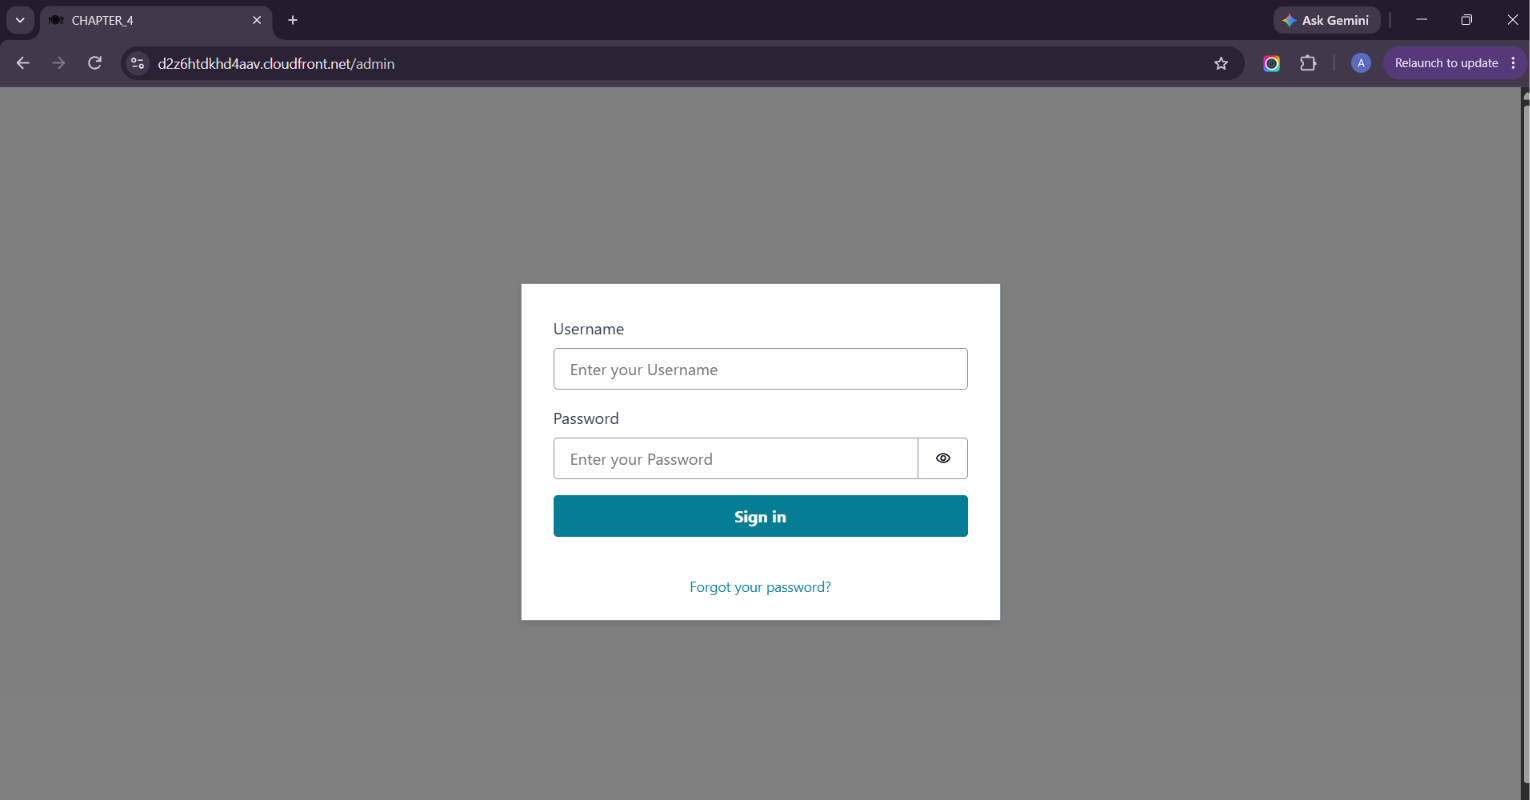 CHAPTER_4
Ask Gemini
d2z6htdkhd4aav.cloudfront.net/admin
A
Relaunch to update
Username
Enter your Username
Password
Enter your Password
Sign in
Forgot your password?